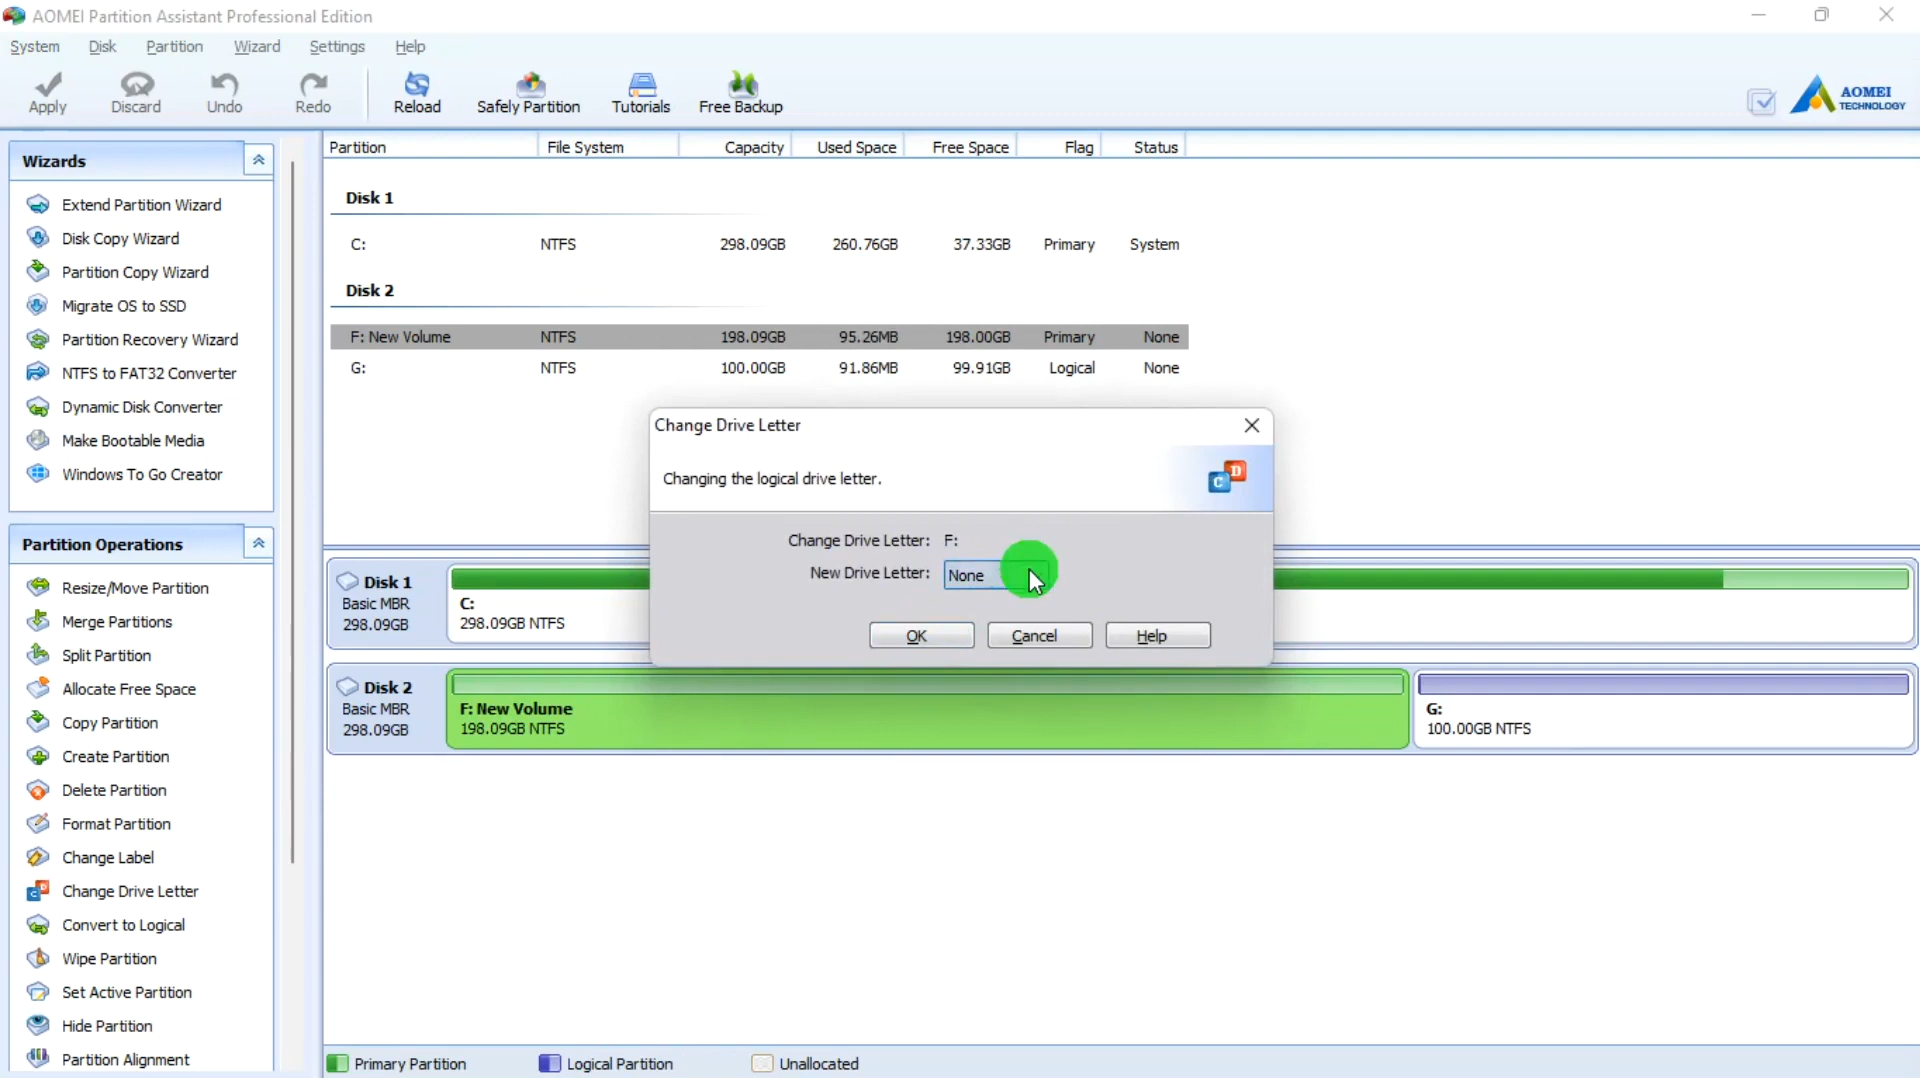 AOMEI Partition Assistant Professional Edition
System Disk Partition Wizard Settings Help
Apply Discard Undo Redo Reload Safely Partition Tutorials Free Backup
AOMEI
TECHNOLOGY
Wizards
Extend Partition Wizard
Disk Copy Wizard
Partition Copy Wizard
Migrate OS to SSD
Partition Recovery Wizard
NTFS to FAT32 Converter
Dynamic Disk Converter
Make Bootable Media
Windows To Go Creator
Partition Operations
Resize/Move Partition
Merge Partitions
Split Partition
Allocate Free Space
Copy Partition
Create Partition
Delete Partition
Format Partition
Change Label
Change Drive Letter
Convert to Logical
Wipe Partition
Set Active Partition
Hide Partition
Partition Alignment
Partition File System Capacity Used Space Free Space Flag Status
Disk 1
C: NTFS 298.09GB 260.76GB 37.33GB Primary System
Disk 2
F: New Volume NTFS 198.09GB 95.26MB 198.00GB Primary None
G: NTFS 100.00GB 91.86MB 99.91GB Logical None
Change Drive Letter
Changing the logical drive letter.
C D
Change Drive Letter: F:
New Drive Letter: None
OK Cancel Help
Disk 1
Basic MBR
298.09GB
C:
298.09GB NTFS
Disk 2
Basic MBR
298.09GB
F: New Volume
198.09GB NTFS
G:
100.00GB NTFS
Primary Partition Logical Partition Unallocated